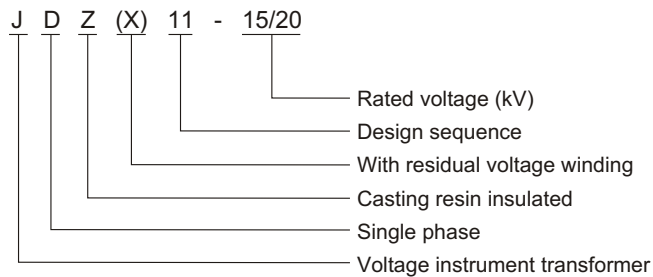 J D Z (X) 11 - 15/20
Rated voltage (kV)
Design sequence
With residual voltage winding
Casting resin insulated
Single phase
Voltage instrument transformer